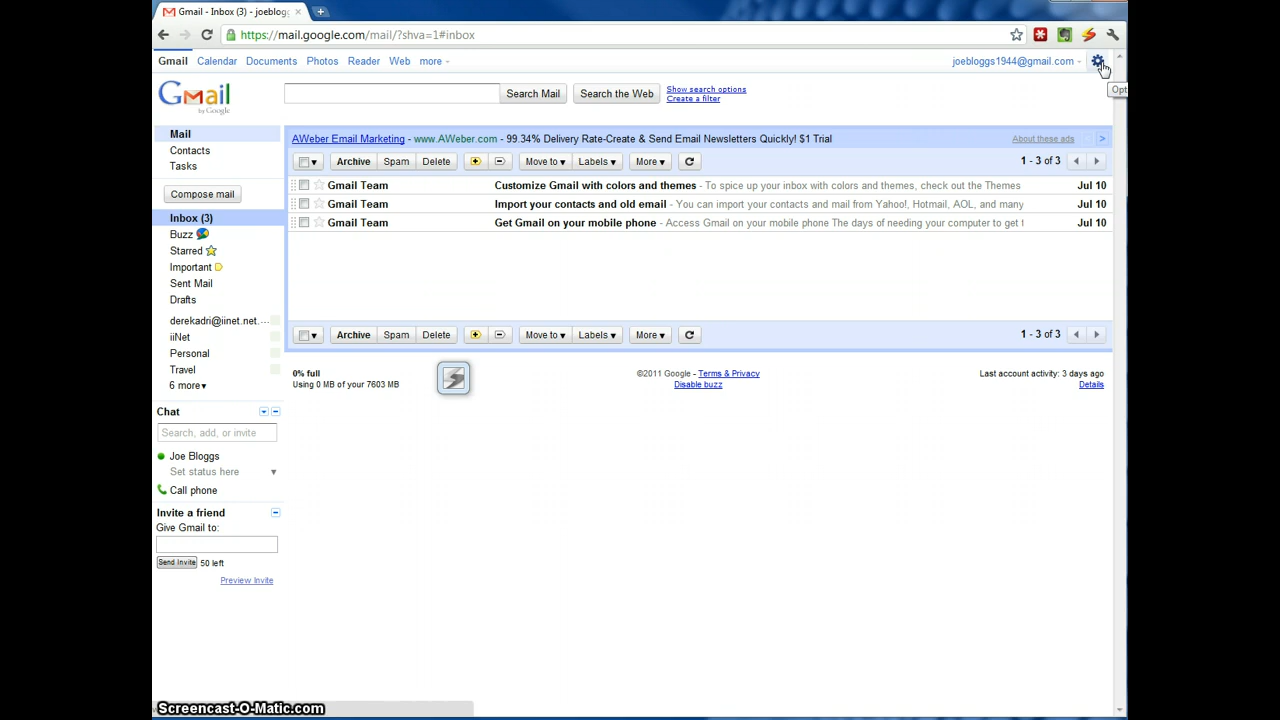 Gmail - Inbox (3) - joeblogg
https://mail.google.com/mail/?shva=1#inbox
Gmail Calendar Documents Photos Reader Web more
joebloggs1944@gmail.com
Opt
Gmail
by Google
Search Mail
Search the Web
Show search options
Create a filter
Mail
Contacts
Tasks
Compose mail
Inbox (3)
Buzz
Starred
Important
Sent Mail
Drafts
derekadri@iinet.net....
iiNet
Personal
Travel
6 more▾
Chat
Search, add, or invite
Joe Bloggs
Set status here
Call phone
Invite a friend
Give Gmail to:
Send Invite 50 left
Preview Invite
AWeber Email Marketing - www.AWeber.com - 99.34% Delivery Rate-Create & Send Email Newsletters Quickly! $1 Trial
About these ads
Archive Spam Delete Move to ▾ Labels ▾ More ▾ 1 - 3 of 3
Gmail Team Customize Gmail with colors and themes - To spice up your inbox with colors and themes, check out the Themes Jul 10
Gmail Team Import your contacts and old email - You can import your contacts and mail from Yahoo!, Hotmail, AOL, and many Jul 10
Gmail Team Get Gmail on your mobile phone - Access Gmail on your mobile phone The days of needing your computer to get t Jul 10
Archive Spam Delete Move to ▾ Labels ▾ More ▾ 1 - 3 of 3
0% full
Using 0 MB of your 7603 MB
©2011 Google - Terms & Privacy
Disable buzz
Last account activity: 3 days ago
Details
Screencast-O-Matic.com